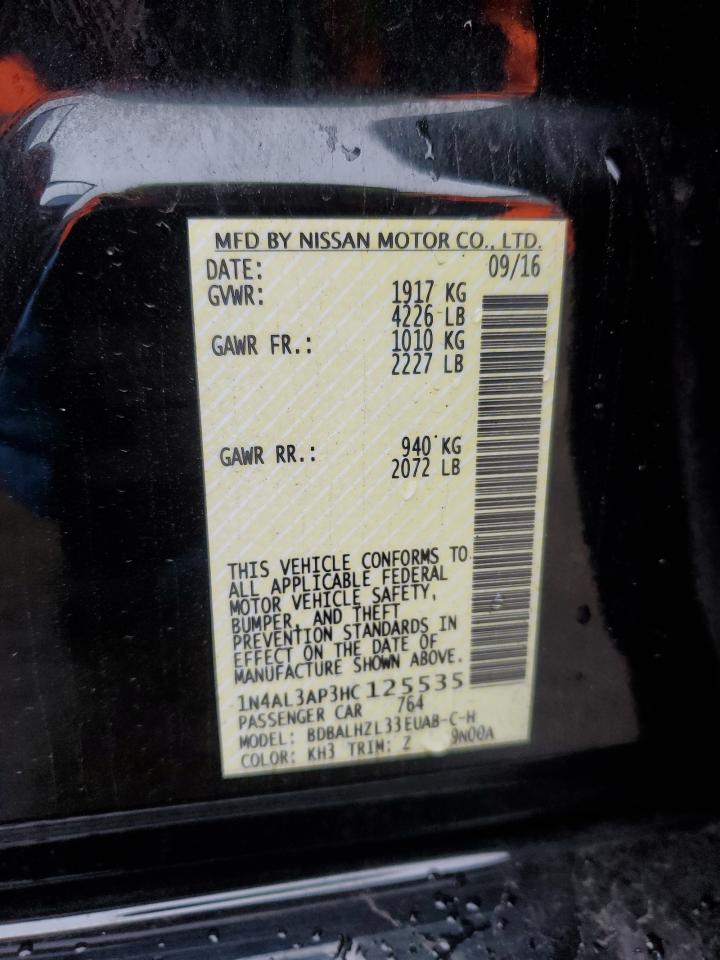 MFD BY NISSAN MOTOR CO., LTD.
DATE: 09/16
GVWR: 1917 KG
4226 LB
GAWR FR.: 1010 KG
2227 LB
GAWR RR.: 940 KG
2072 LB
THIS VEHICLE CONFORMS TO
ALL APPLICABLE FEDERAL
MOTOR VEHICLE SAFETY,
BUMPER, AND THEFT
PREVENTION STANDARDS IN
EFFECT ON THE DATE OF
MANUFACTURE SHOWN ABOVE.
1N4AL3AP3HC125535
PASSENGER CAR 764
MODEL: BDBALHZL33EUAB-C-H
COLOR: KH3 TRIM: Z 9N00A